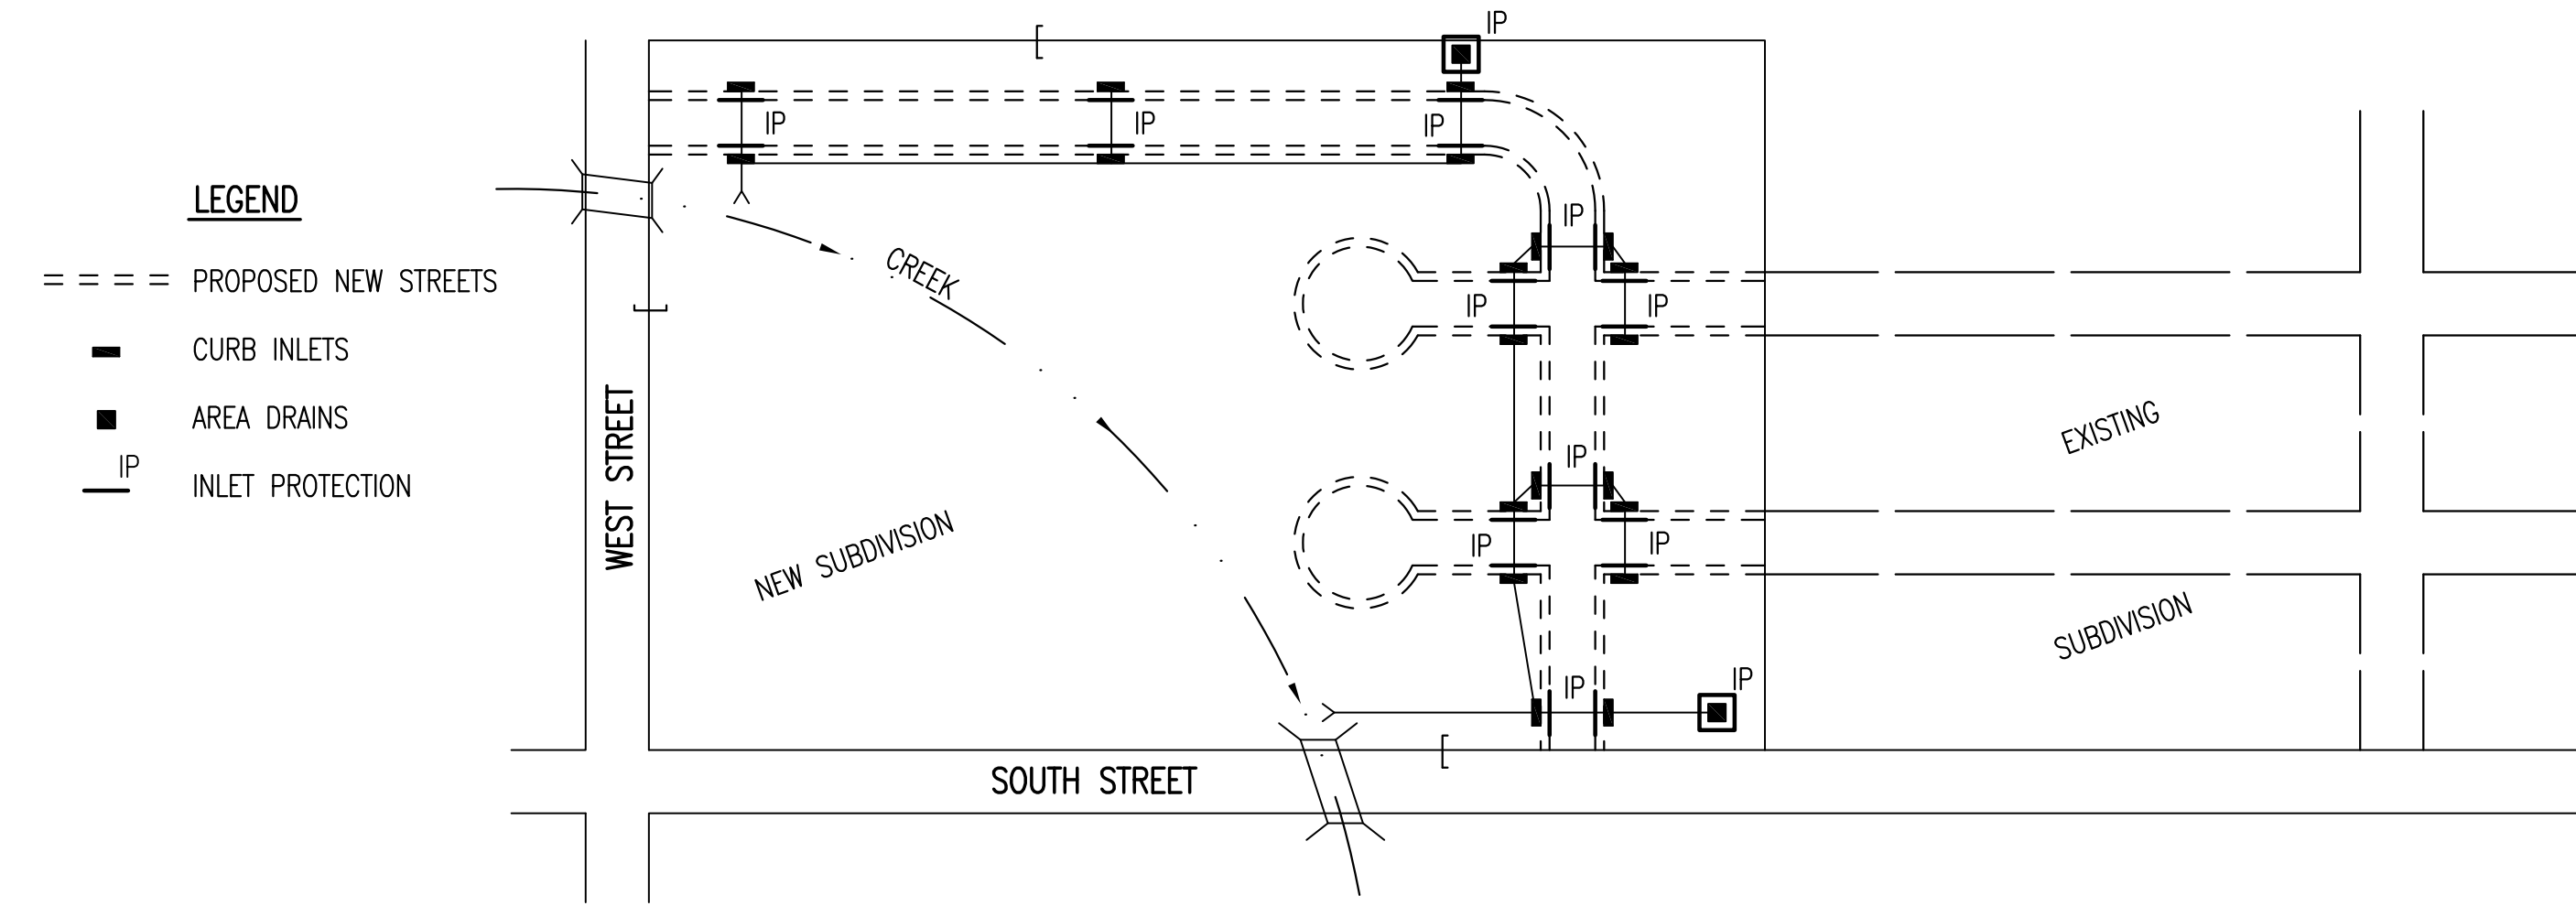 LEGEND
PROPOSED NEW STREETS
CURB INLETS
AREA DRAINS
IP
INLET PROTECTION
WEST STREET
IP
IP
IP
IP
CREEK
IP
IP
IP
NEW SUBDIVISION
IP
IP
IP
IP
IP
SOUTH STREET
EXISTING
SUBDIVISION